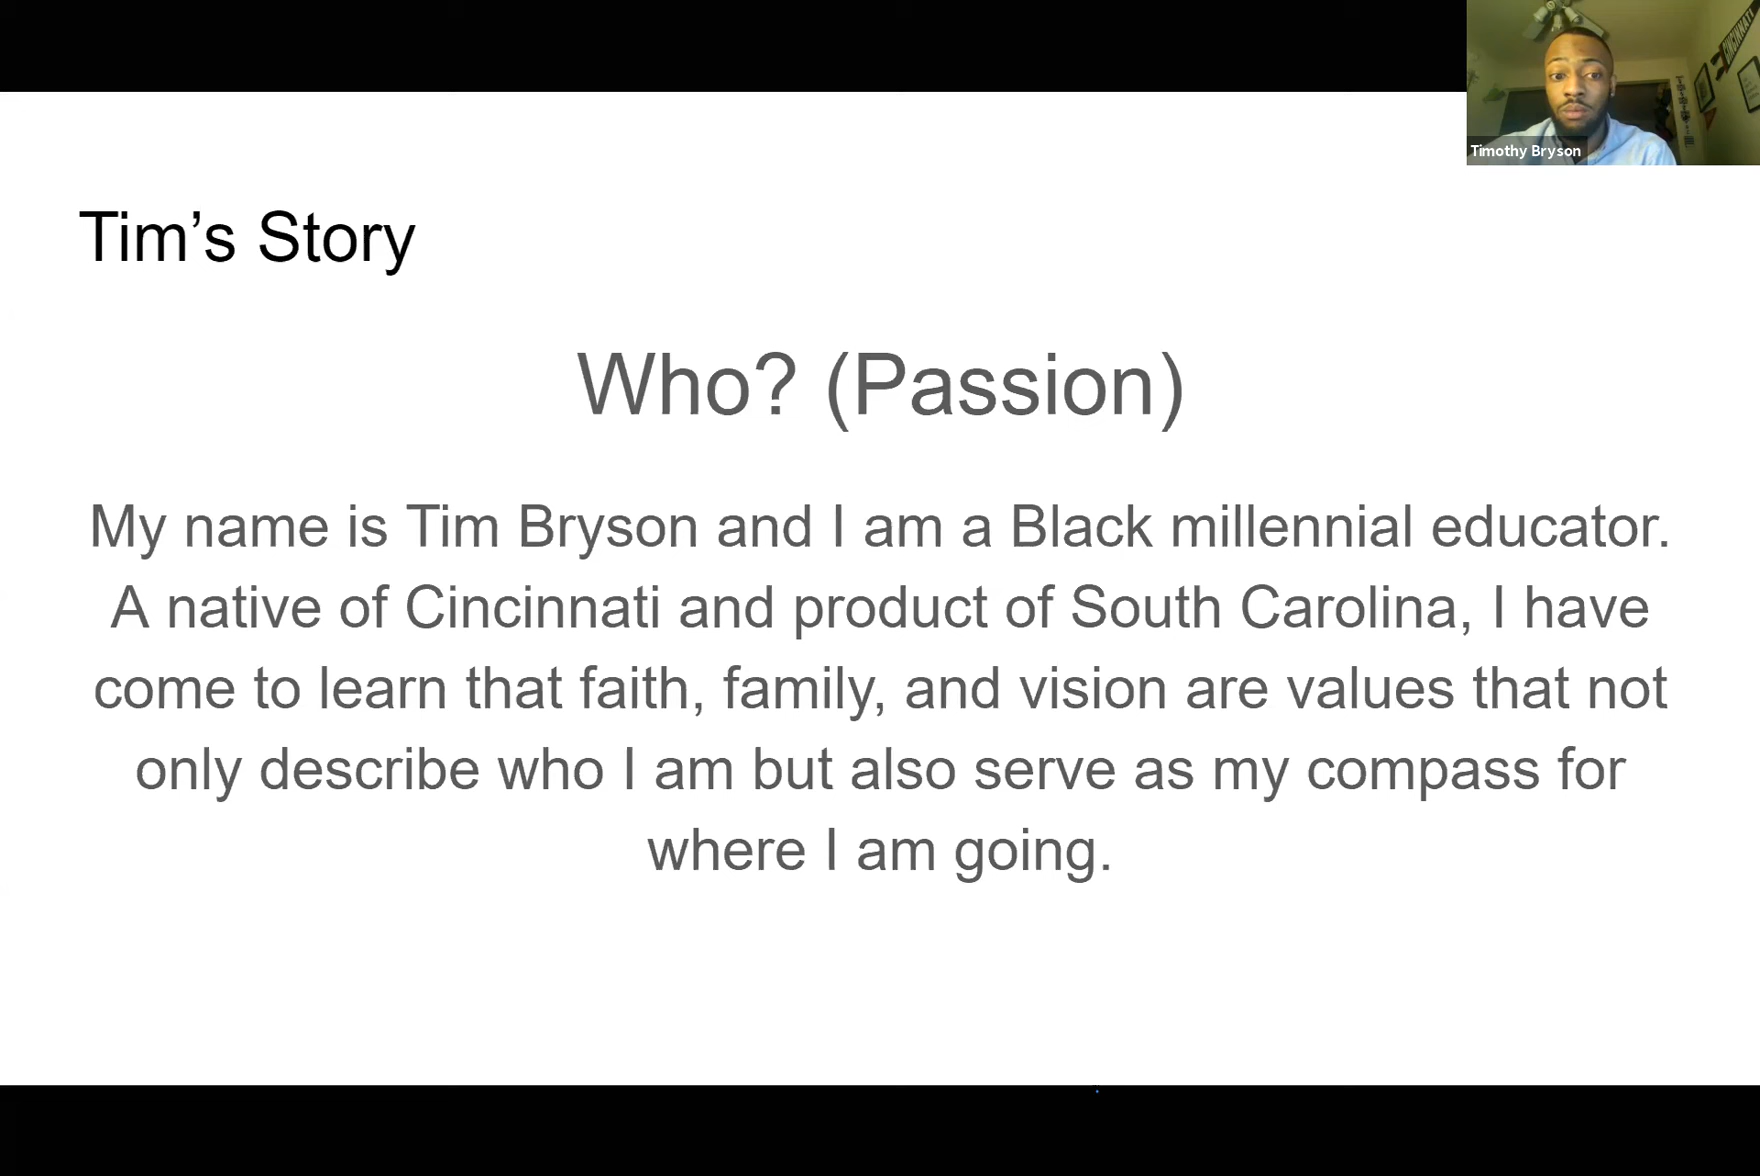 CINCINNATI
Timothy Bryson
Tim’s Story
Who? (Passion)
My name is Tim Bryson and I am a Black millennial educator.
A native of Cincinnati and product of South Carolina, I have
come to learn that faith, family, and vision are values that not
only describe who I am but also serve as my compass for
where I am going.